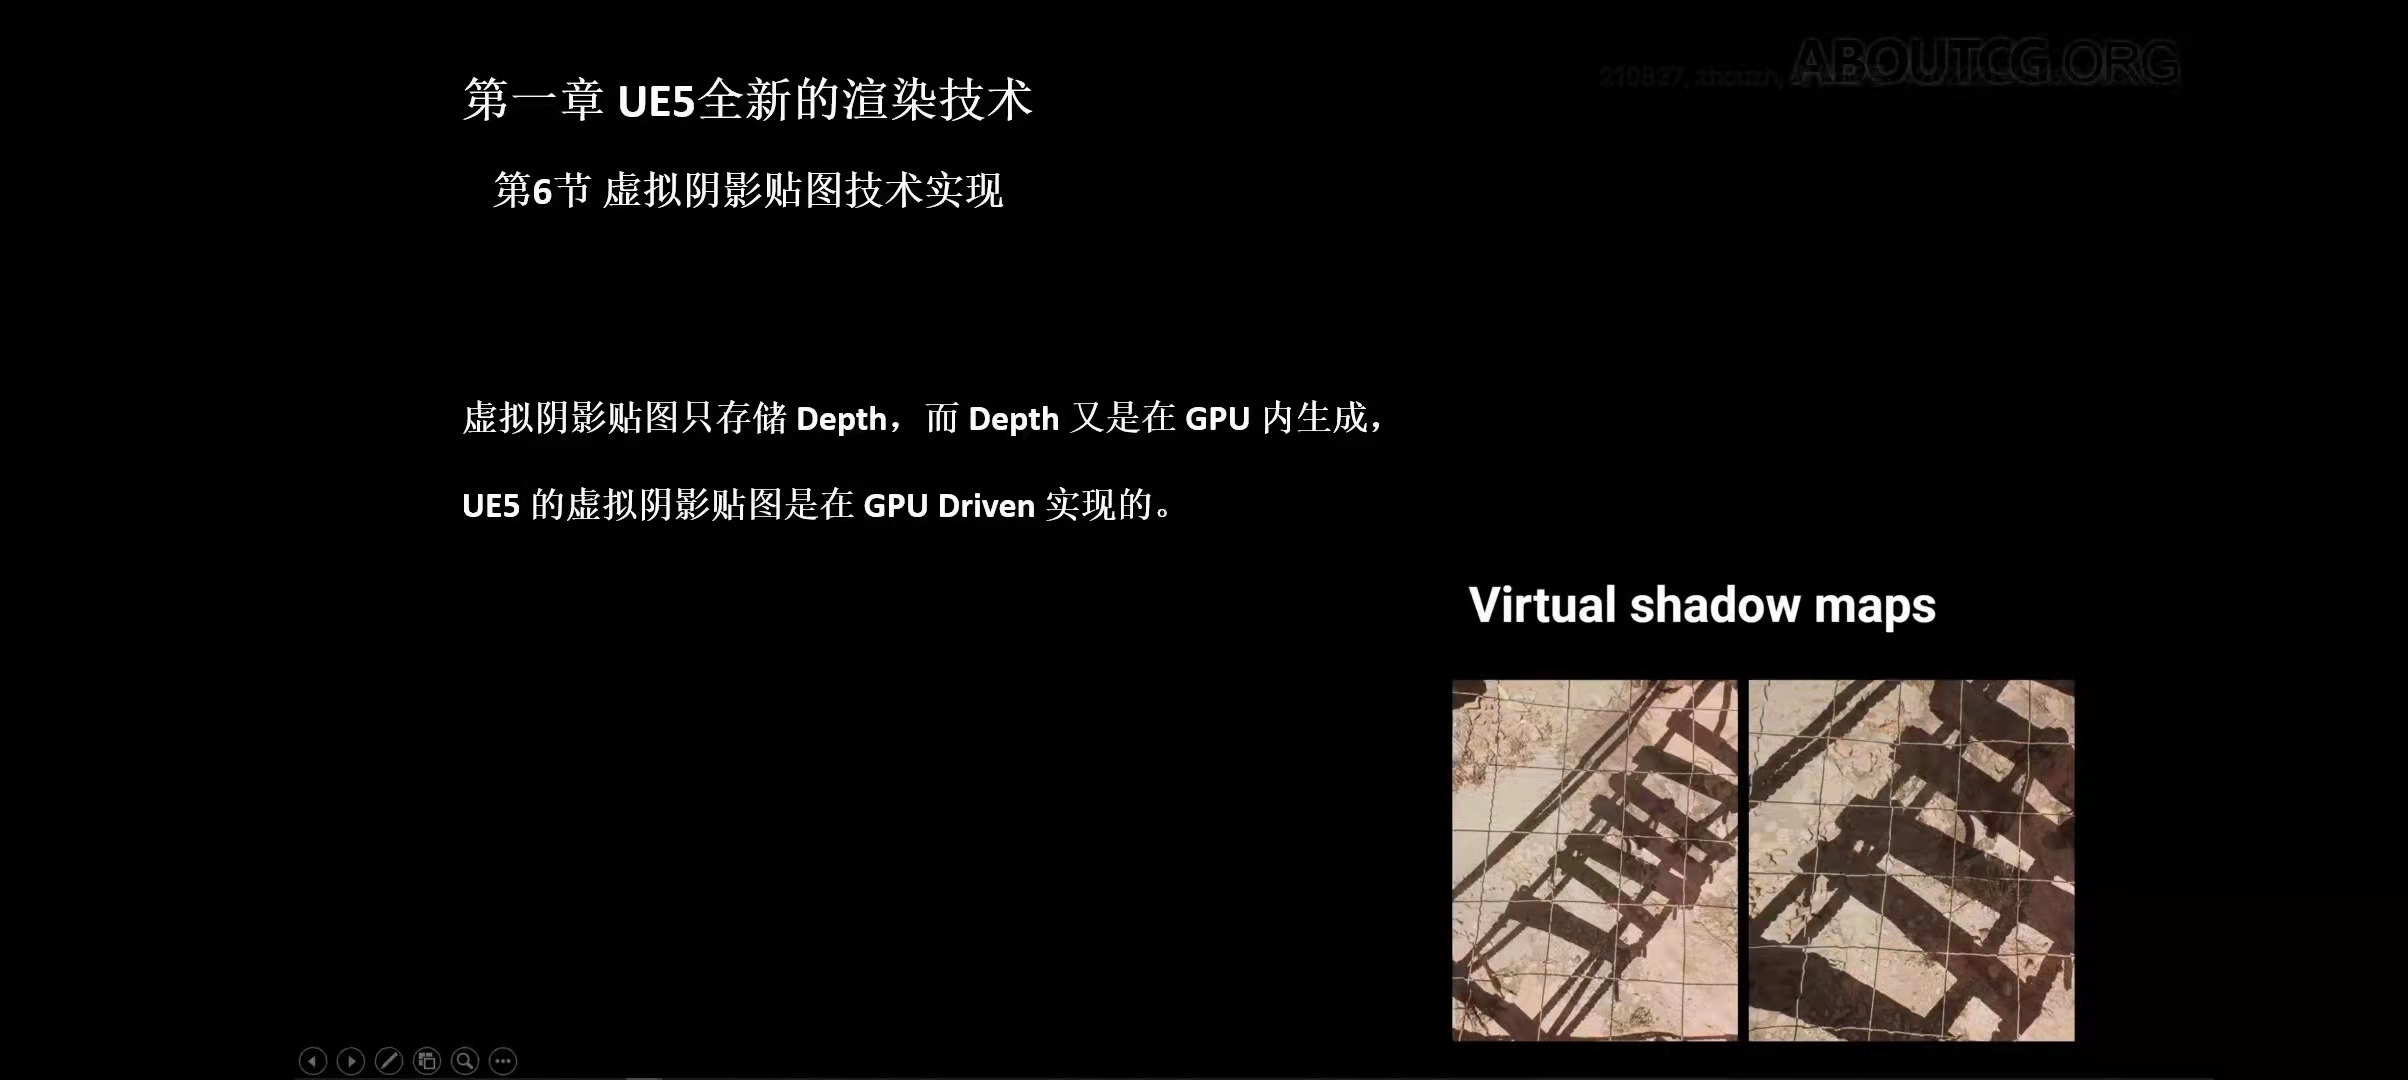 ABOUTCG.ORG
第一章 UE5全新的渲染技术
第6节 虚拟阴影贴图技术实现
虚拟阴影贴图只存储 Depth，而 Depth 又是在 GPU 内生成，
UE5 的虚拟阴影贴图是在 GPU Driven 实现的。
Virtual shadow maps